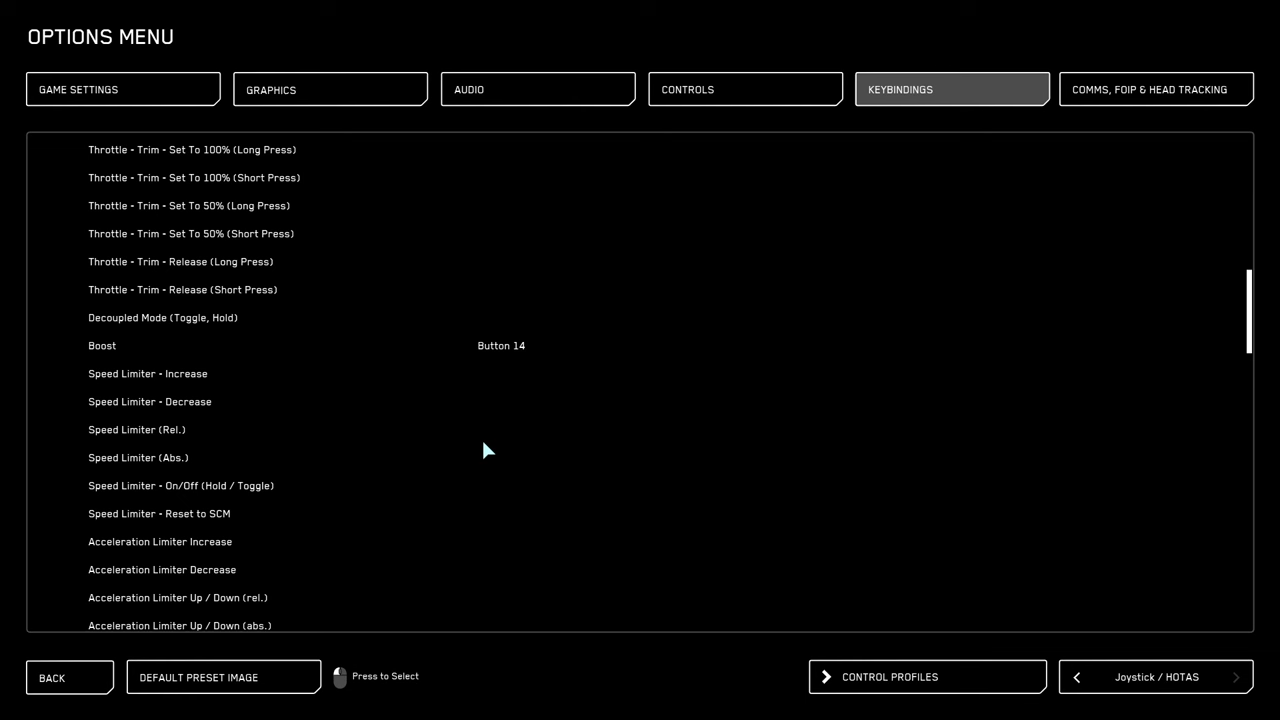 OPTIONS MENU
GAME SETTINGS
GRAPHICS
AUDIO
CONTROLS
KEYBINDINGS
COMMS, FOIP & HEAD TRACKING
Throttle - Trim - Set To 100% (Long Press)
Throttle - Trim - Set To 100% (Short Press)
Throttle - Trim - Set To 50% (Long Press)
Throttle - Trim - Set To 50% (Short Press)
Throttle - Trim - Release (Long Press)
Throttle - Trim - Release (Short Press)
Decoupled Mode (Toggle, Hold)
Boost Button 14
Speed Limiter - Increase
Speed Limiter - Decrease
Speed Limiter (Rel.)
Speed Limiter (Abs.)
Speed Limiter - On/Off (Hold / Toggle)
Speed Limiter - Reset to SCM
Acceleration Limiter Increase
Acceleration Limiter Decrease
Acceleration Limiter Up / Down (rel.)
Acceleration Limiter Up / Down (abs.)
BACK
DEFAULT PRESET IMAGE
Press to Select
CONTROL PROFILES
Joystick / HOTAS